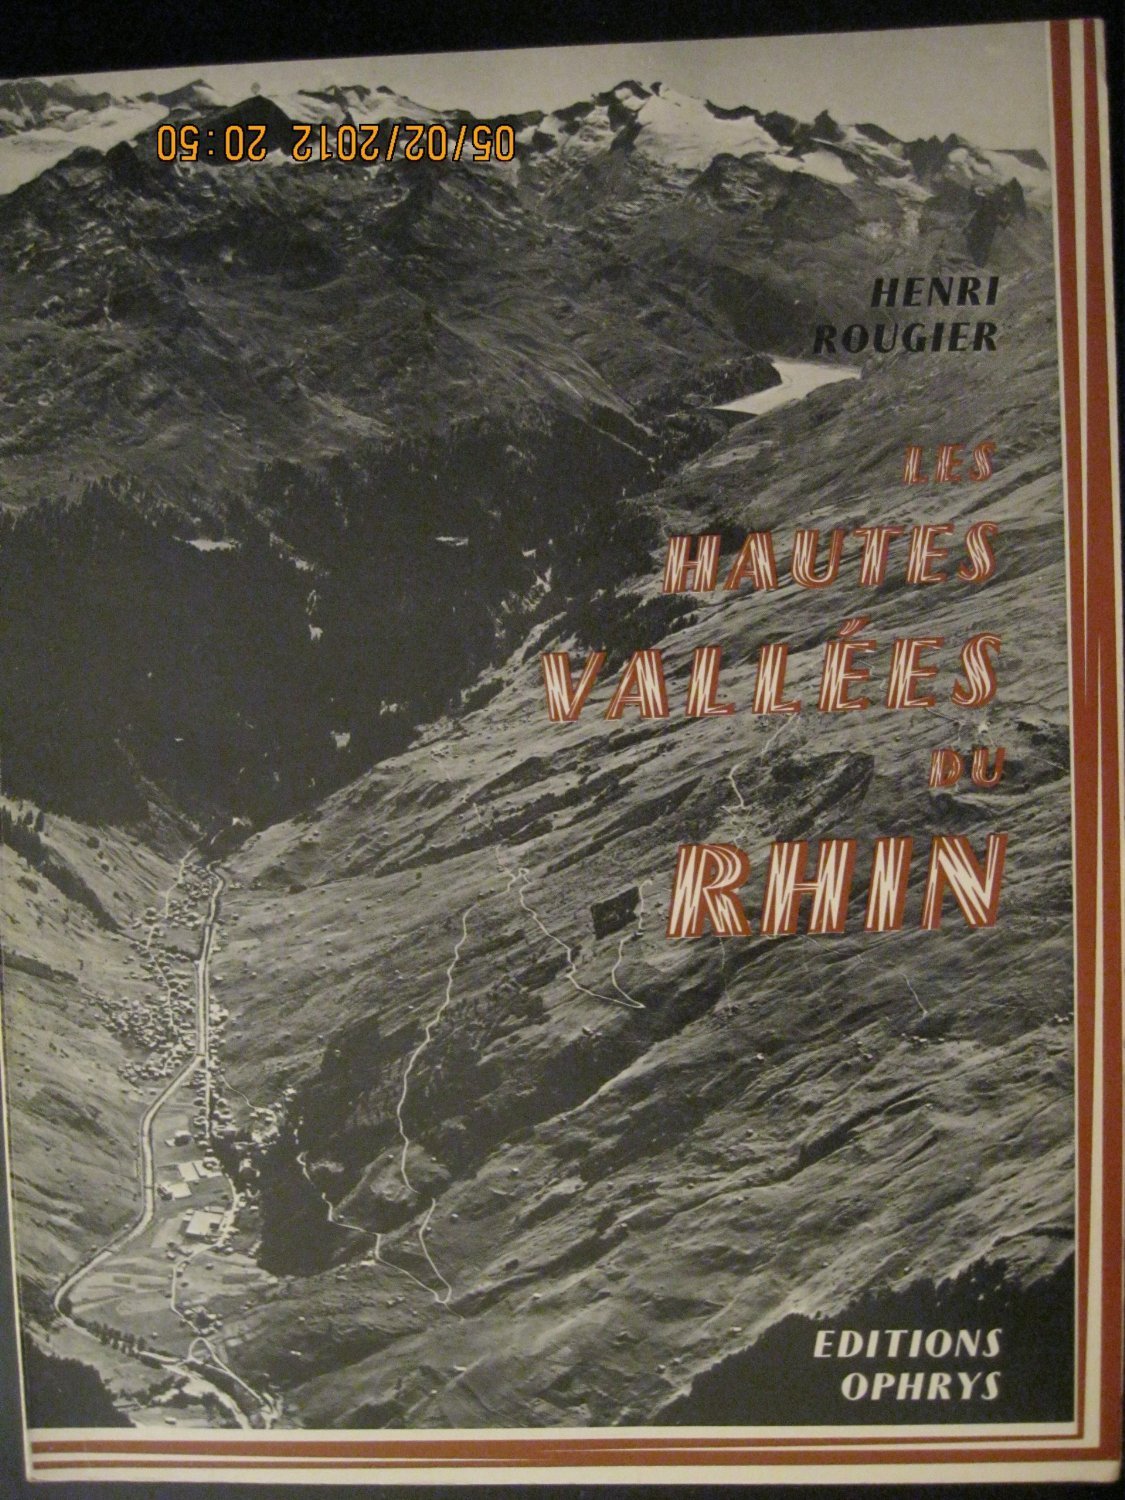 05/02/2012 20:50
HENRI
ROUGIER
LES
HAUTES
VALLÉES
DU
RHIN
EDITIONS
OPHRYS